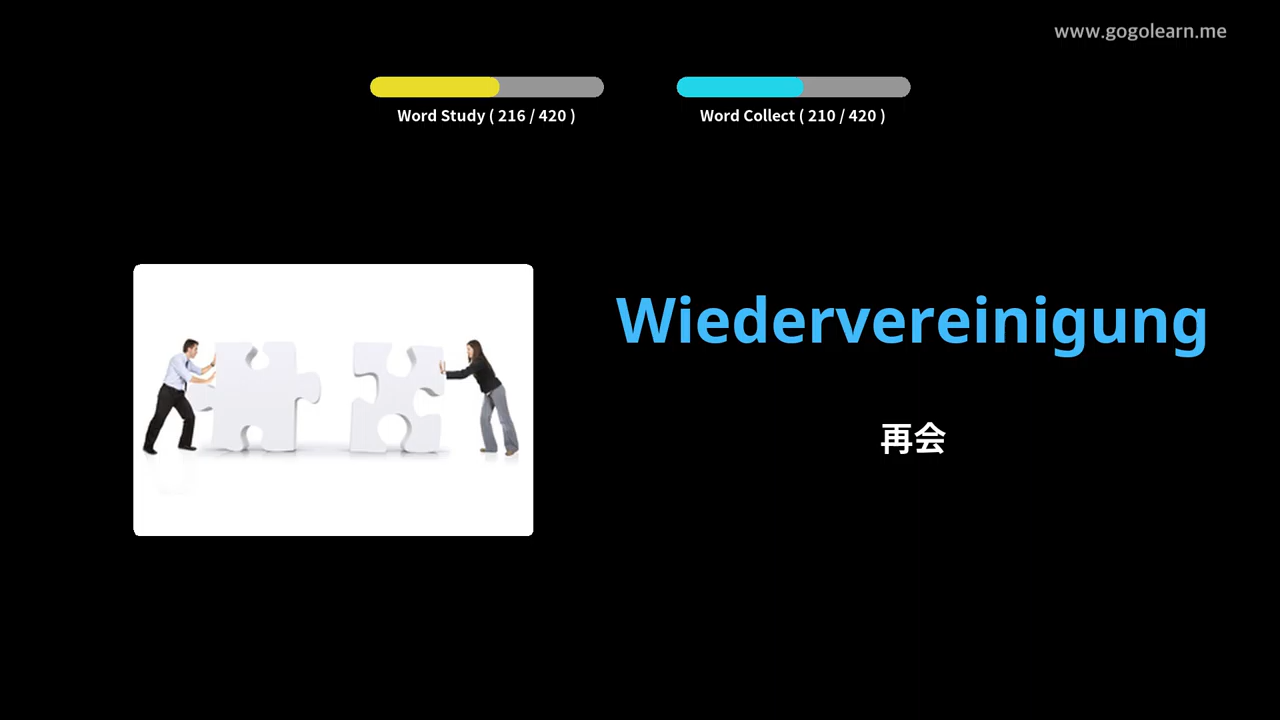 www.gogolearn.me
Word Study ( 216 / 420 )
Word Collect ( 210 / 420 )
Wiedervereinigung
再会